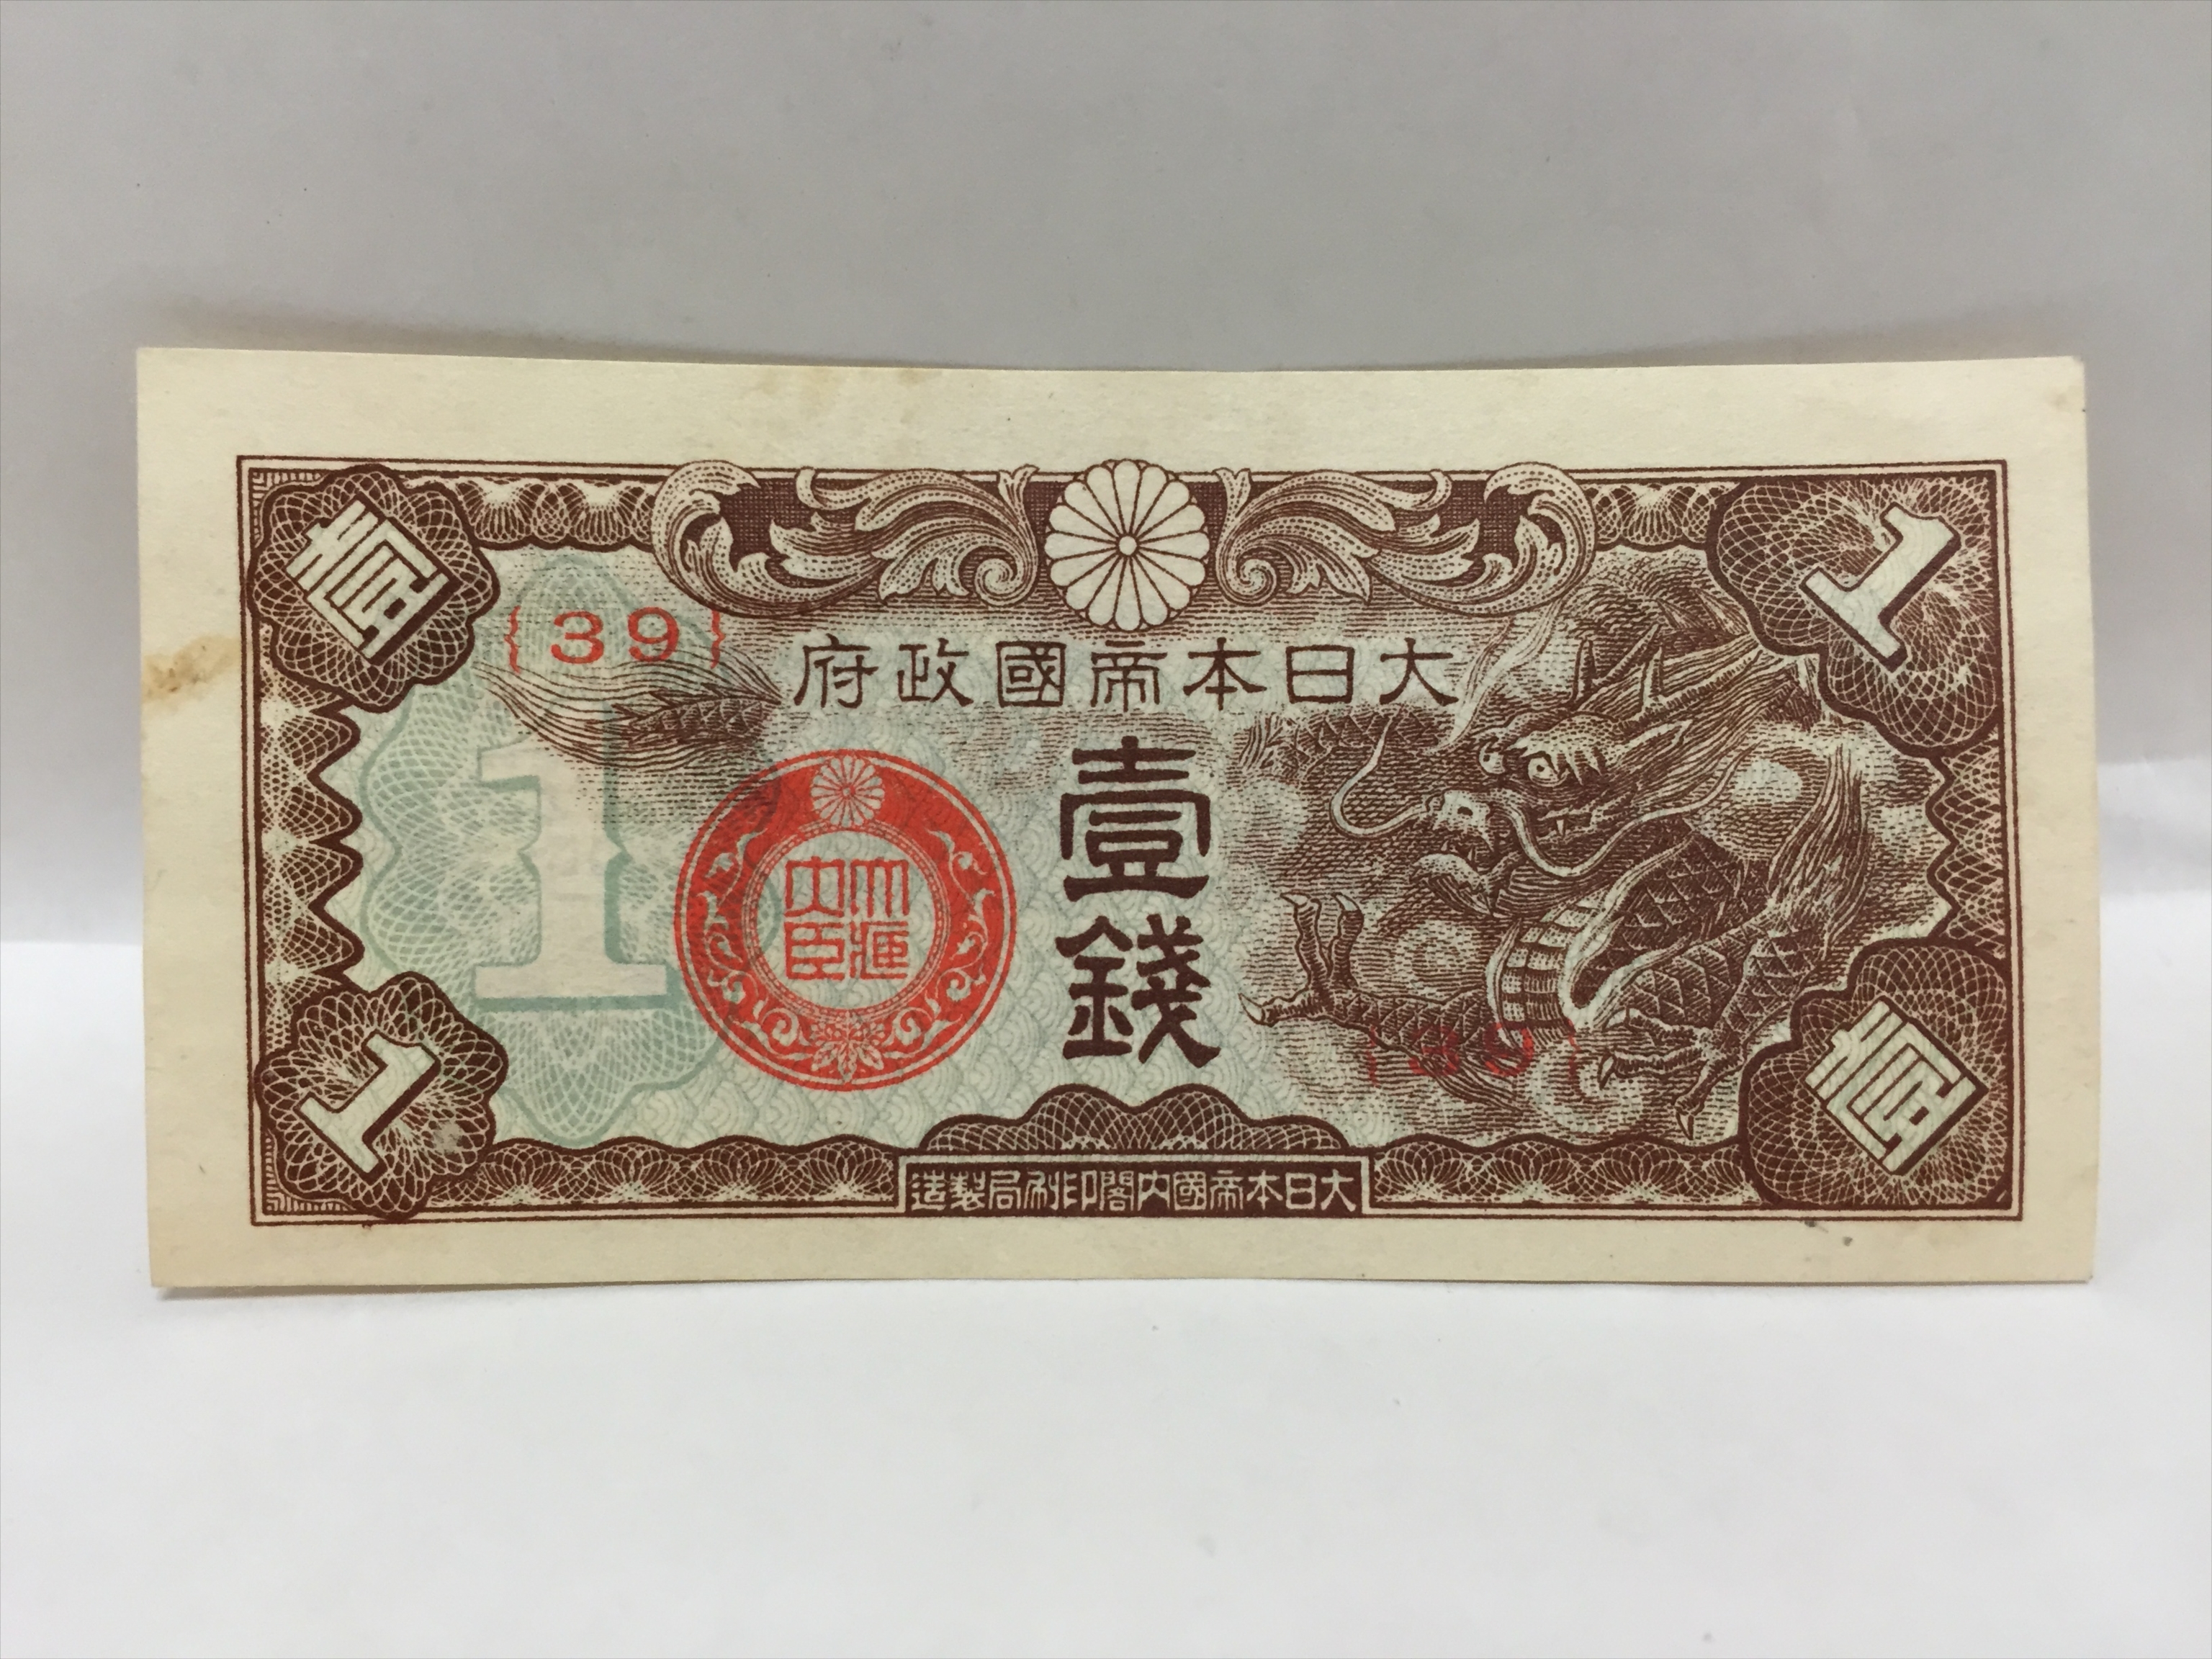 壹
1
{39}
大日本帝國政府
壹錢
1
大藏大臣
{39}
1
壹
大日本帝國内閣印刷局製造